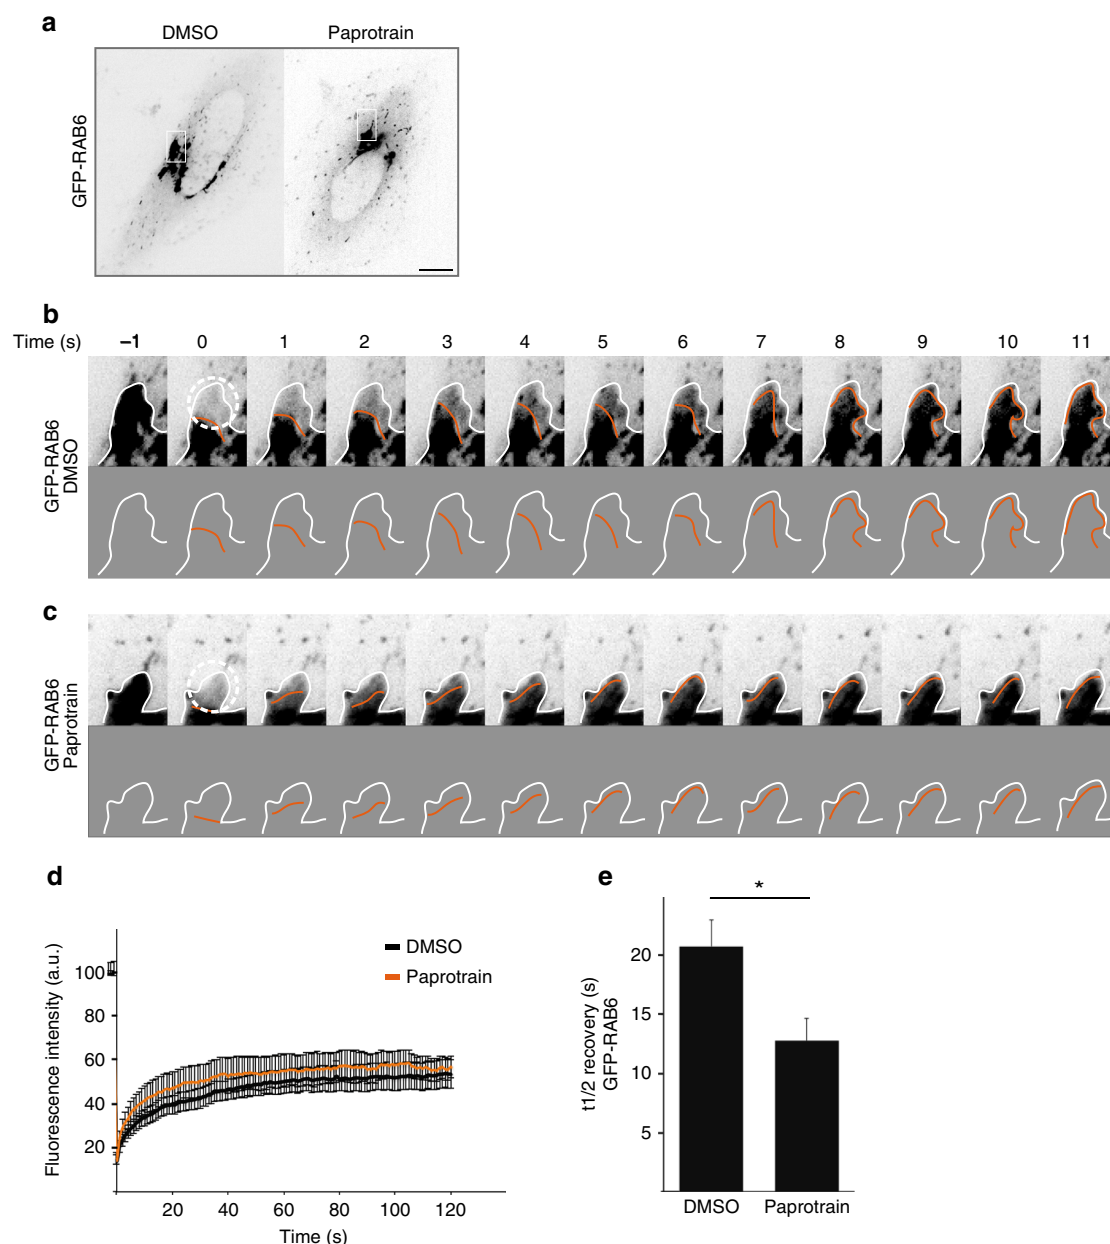 a
DMSO Paprotrain
GFP-RAB6
b
Time (s) –1 0 1 2 3 4 5 6 7 8 9 10 11
GFP-RAB6
DMSO
c
GFP-RAB6
Paprotrain
d
Fluorescence intensity (a.u.)
100
80
60
40
20
DMSO
Paprotrain
20 40 60 80 100 120
Time (s)
e
*
t1/2 recovery (s)
GFP-RAB6
20
15
10
5
DMSO Paprotrain